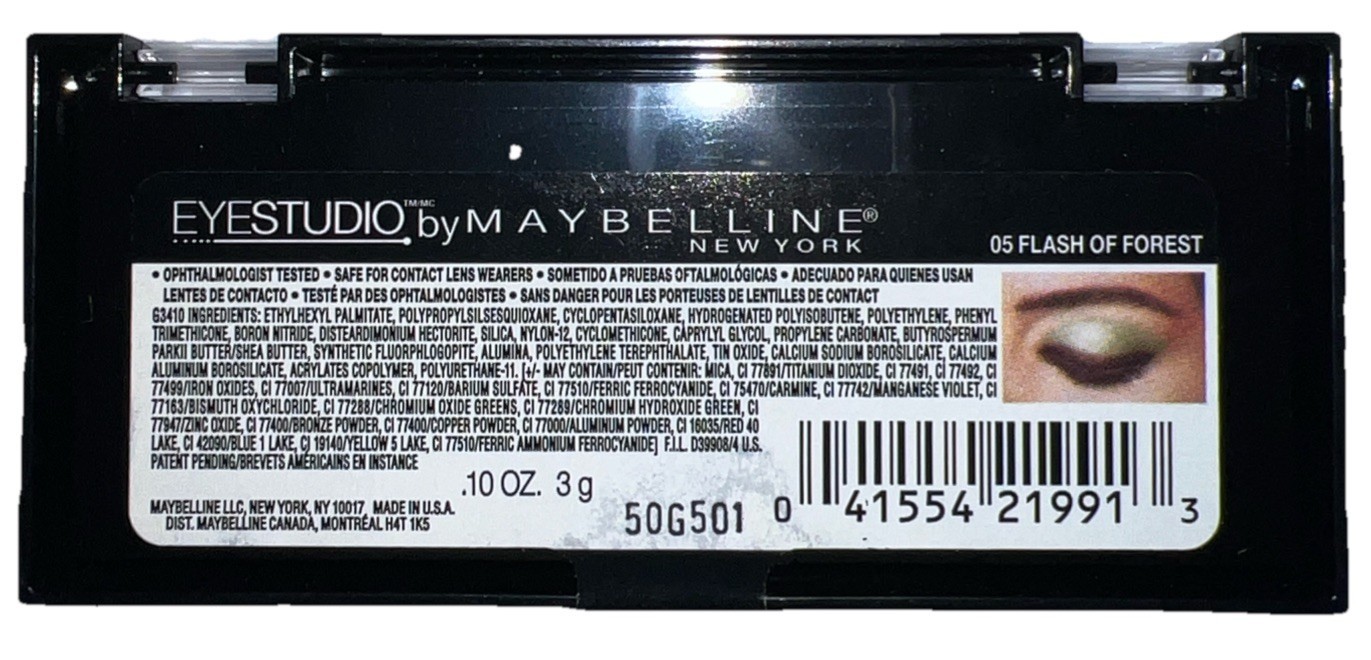 EYESTUDIO™/MC by MAYBELLINE®
NEW YORK
05 FLASH OF FOREST
• OPHTHALMOLOGIST TESTED • SAFE FOR CONTACT LENS WEARERS • SOMETIDO A PRUEBAS OFTALMOLÓGICAS • ADECUADO PARA QUIENES USAN
LENTES DE CONTACTO • TESTÉ PAR DES OPHTALMOLOGISTES • SANS DANGER POUR LES PORTEUSES DE LENTILLES DE CONTACT
G3410 INGREDIENTS: ETHYLHEXYL PALMITATE, POLYPROPYLSILSESQUIOXANE, CYCLOPENTASILOXANE, HYDROGENATED POLYISOBUTENE, POLYETHYLENE, PHENYL
TRIMETHICONE, BORON NITRIDE, DISTEARDIMONIUM HECTORITE, SILICA, NYLON-12, CYCLOMETHICONE, CAPRYLYL GLYCOL, PROPYLENE CARBONATE, BUTYROSPERMUM
PARKII BUTTER/SHEA BUTTER, SYNTHETIC FLUORPHLOGOPITE, ALUMINA, POLYETHYLENE TEREPHTHALATE, TIN OXIDE, CALCIUM SODIUM BOROSILICATE, CALCIUM
ALUMINUM BOROSILICATE, ACRYLATES COPOLYMER, POLYURETHANE-11. [+/- MAY CONTAIN/PEUT CONTENIR: MICA, CI 77891/TITANIUM DIOXIDE, CI 77491, CI 77492, CI
77499/IRON OXIDES, CI 77007/ULTRAMARINES, CI 77120/BARIUM SULFATE, CI 77510/FERRIC FERROCYANIDE, CI 75470/CARMINE, CI 77742/MANGANESE VIOLET, CI
77163/BISMUTH OXYCHLORIDE, CI 77288/CHROMIUM OXIDE GREENS, CI 77289/CHROMIUM HYDROXIDE GREEN, CI
77947/ZINC OXIDE, CI 77400/BRONZE POWDER, CI 77400/COPPER POWDER, CI 77000/ALUMINUM POWDER, CI 16035/RED 40
LAKE, CI 42090/BLUE 1 LAKE, CI 19140/YELLOW 5 LAKE, CI 77510/FERRIC AMMONIUM FERROCYANIDE] F.I.L. D39908/4 U.S.
PATENT PENDING/BREVETS AMÉRICAINS EN INSTANCE
.10 OZ. 3 g
MAYBELLINE LLC, NEW YORK, NY 10017 MADE IN U.S.A.
DIST. MAYBELLINE CANADA, MONTRÉAL H4T 1K5
50G501
0 41554 21991 3